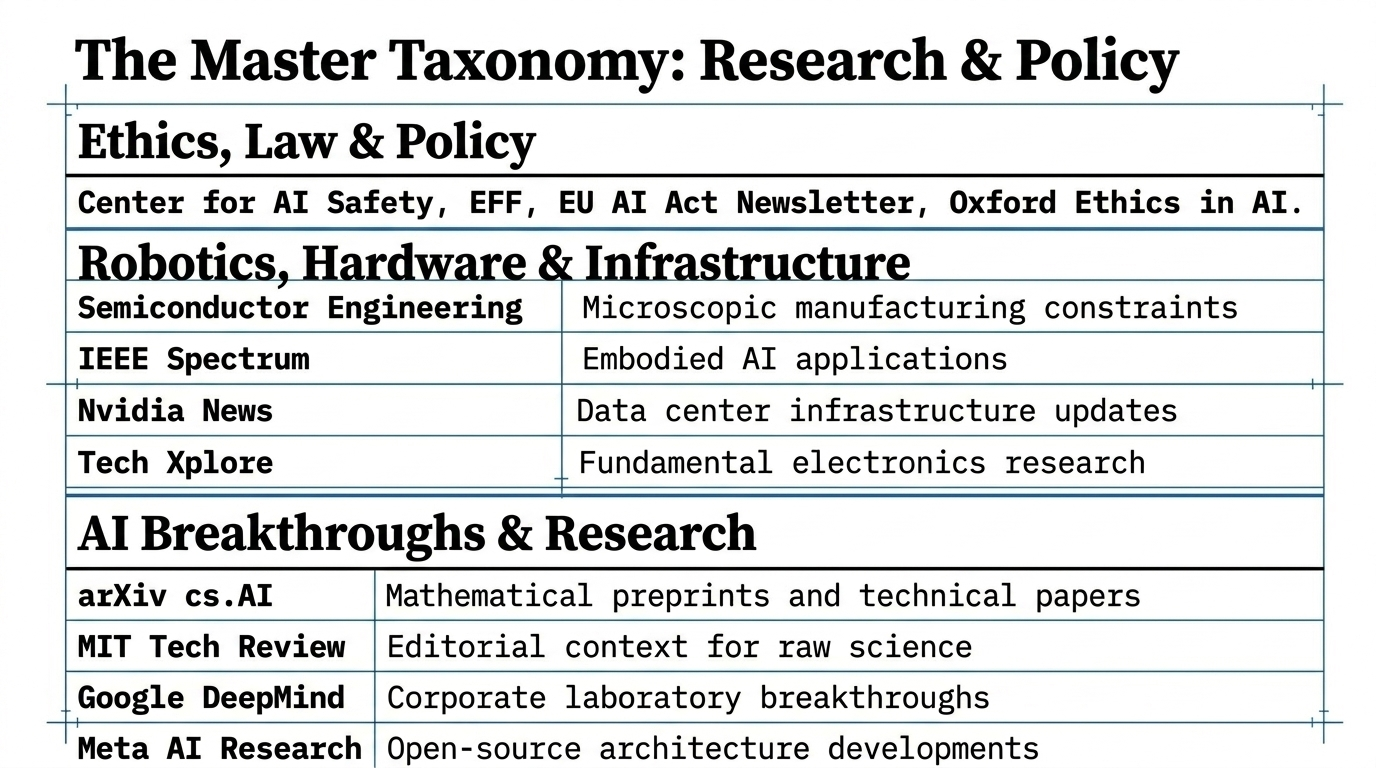 The Master Taxonomy: Research & Policy
Ethics, Law & Policy
Center for AI Safety, EFF, EU AI Act Newsletter, Oxford Ethics in AI.
Robotics, Hardware & Infrastructure
Semiconductor Engineering Microscopic manufacturing constraints
IEEE Spectrum Embodied AI applications
Nvidia News Data center infrastructure updates
Tech Xplore Fundamental electronics research
AI Breakthroughs & Research
arXiv cs.AI Mathematical preprints and technical papers
MIT Tech Review Editorial context for raw science
Google DeepMind Corporate laboratory breakthroughs
Meta AI Research Open-source architecture developments